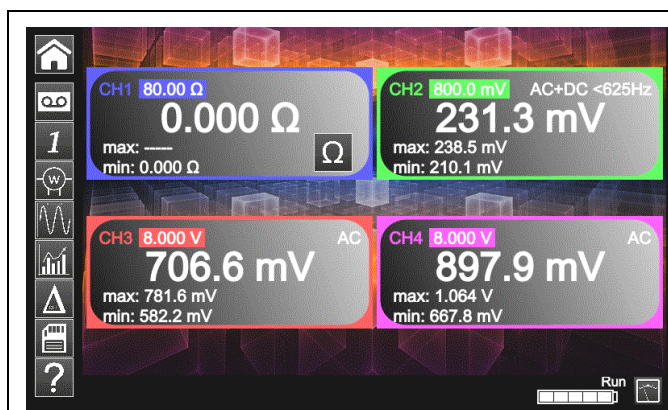 CH1 80.00 Ω
0.000 Ω
max: -----
min: 0.000 Ω
Ω
CH2 800.0 mV AC+DC <625Hz
231.3 mV
max: 238.5 mV
min: 210.1 mV
CH3 8.000 V AC
706.6 mV
max: 781.6 mV
min: 582.2 mV
CH4 8.000 V AC
897.9 mV
max: 1.064 V
min: 667.8 mV
1
W
?
Run